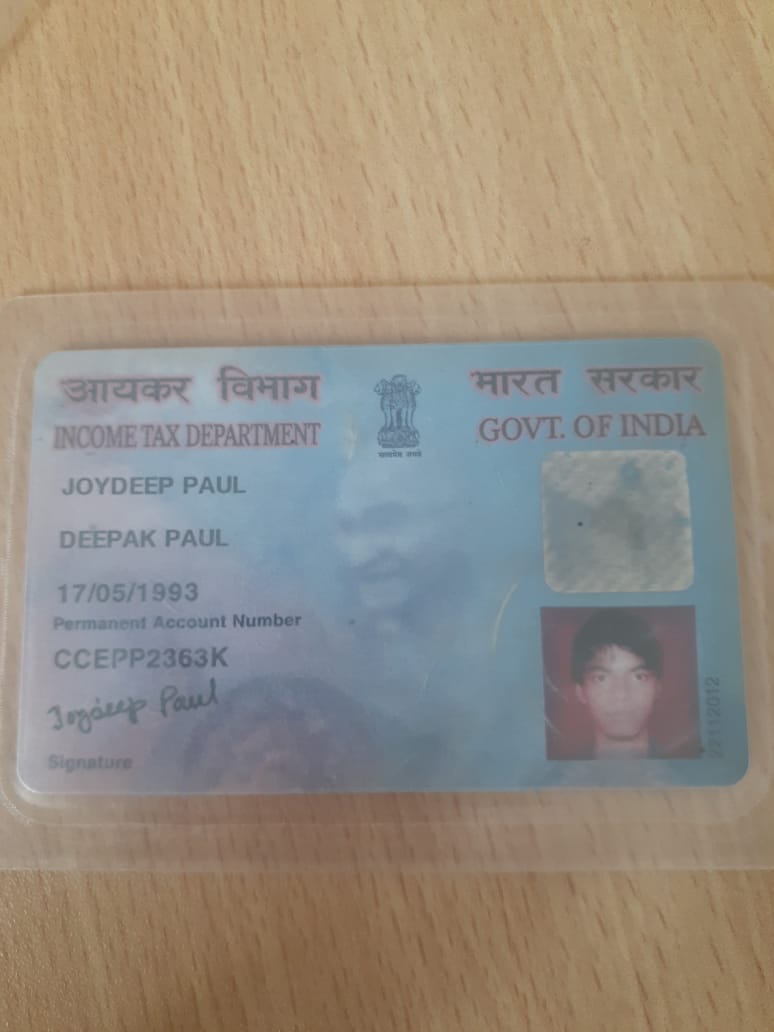 आयकर विभाग
INCOME TAX DEPARTMENT
सत्यमेव जयते
भारत सरकार
GOVT. OF INDIA
JOYDEEP PAUL
DEEPAK PAUL
17/05/1993
Permanent Account Number
CCEPP2363K
Joydeep Paul
Signature
22112012